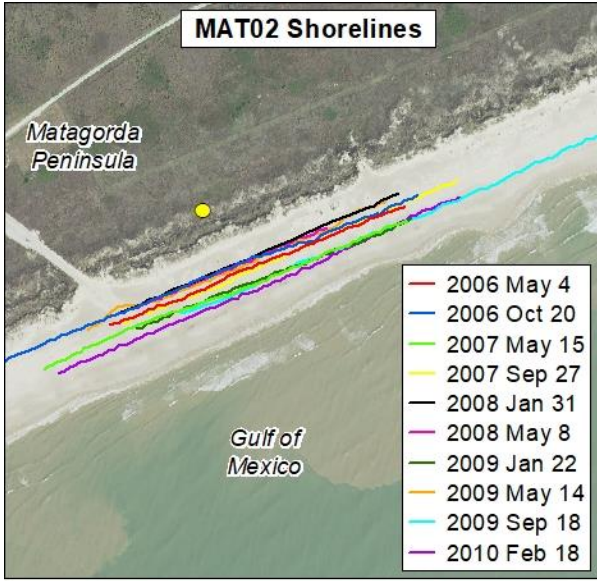 MAT02 Shorelines
Matagorda
Peninsula
2006 May 4
2006 Oct 20
2007 May 15
2007 Sep 27
2008 Jan 31
2008 May 8
2009 Jan 22
2009 May 14
2009 Sep 18
2010 Feb 18
Gulf of
Mexico